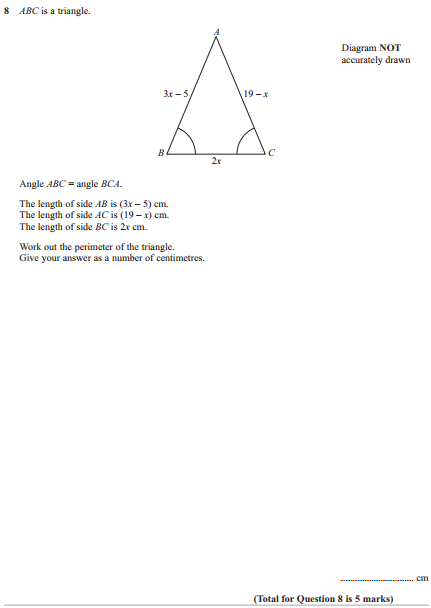 8 ABC is a triangle.
A
Diagram NOT
accurately drawn
3x – 5
19 – x
B
C
2x
Angle ABC = angle BCA.
The length of side AB is (3x – 5) cm.
The length of side AC is (19 – x) cm.
The length of side BC is 2x cm.
Work out the perimeter of the triangle.
Give your answer as a number of centimetres.
.............................. cm
(Total for Question 8 is 5 marks)